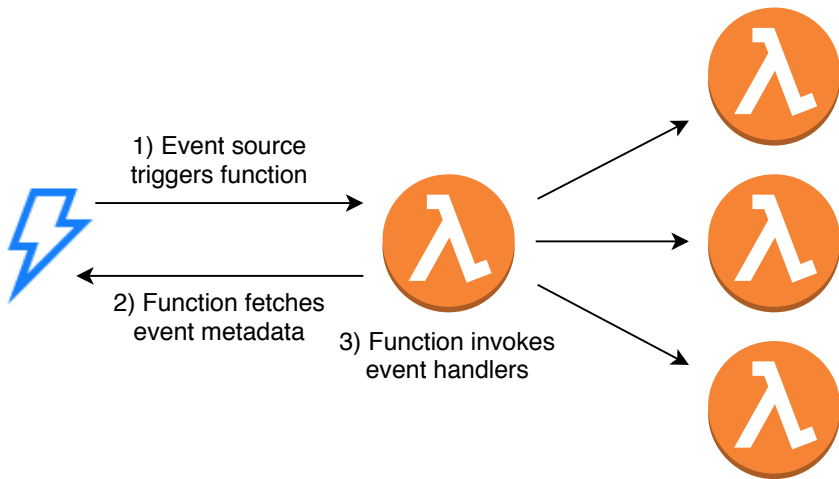 1) Event source
triggers function
2) Function fetches
event metadata
3) Function invokes
event handlers